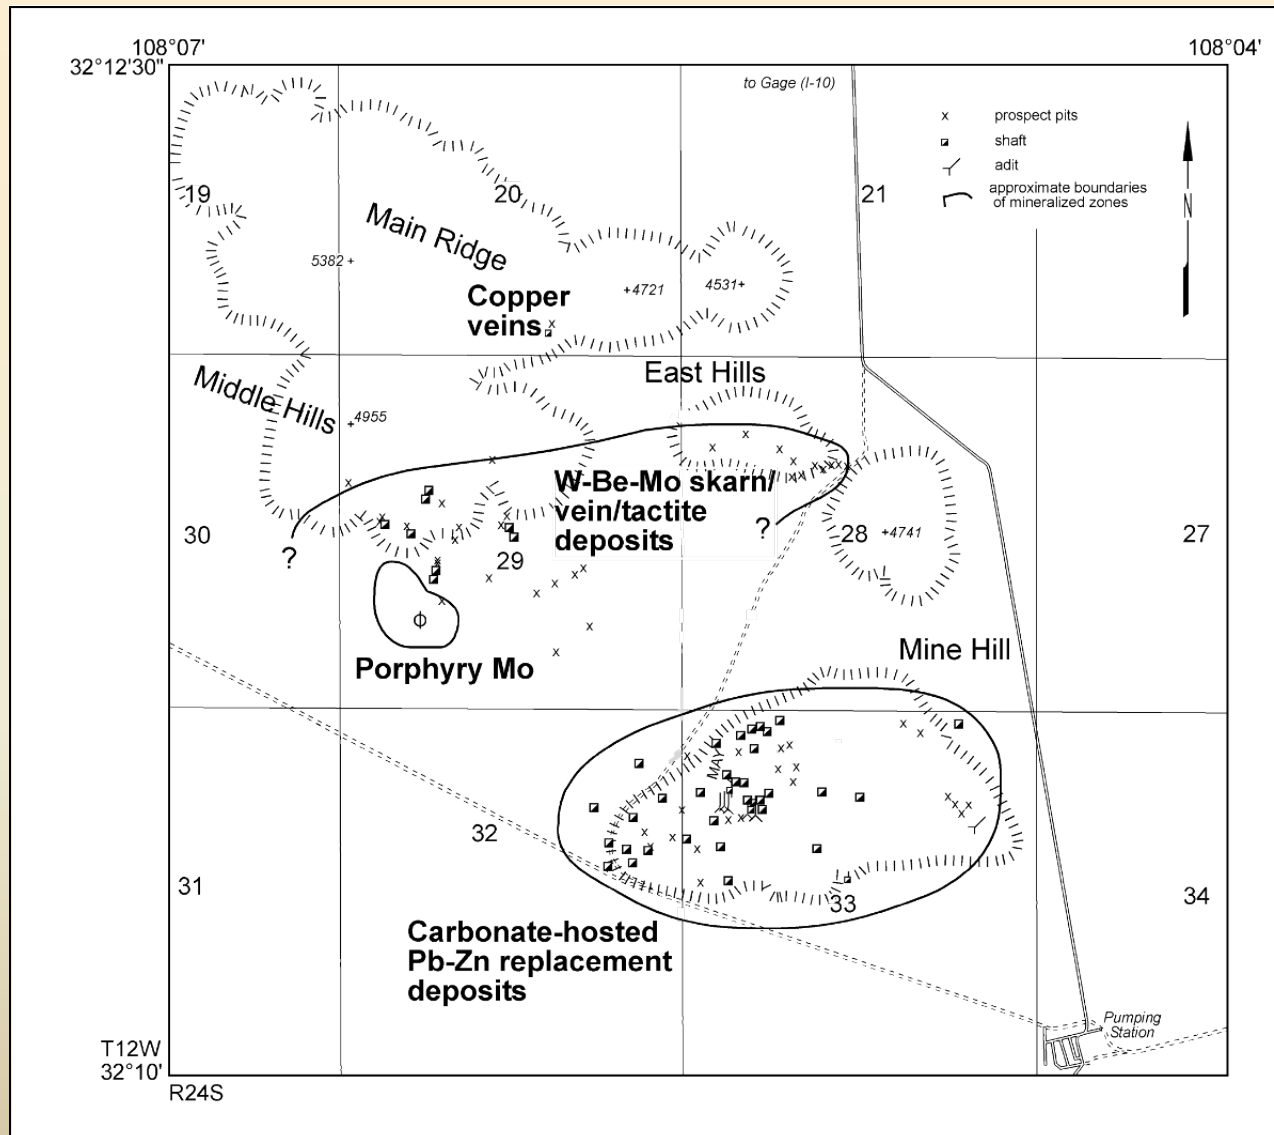 108°07'
108°04'
32°12'30"
to Gage (I-10)
x prospect pits
shaft
adit
approximate boundaries
of mineralized zones
N
19
20
21
Main Ridge
5382 +
+4721
4531+
Copper
veins
East Hills
Middle Hills
+4955
W-Be-Mo skarn/
vein/tactite
deposits
?
?
30
29
28
+4741
27
Porphyry Mo
Mine Hill
MAY
32
31
33
34
Carbonate-hosted
Pb-Zn replacement
deposits
Pumping
Station
T12W
32°10'
R24S